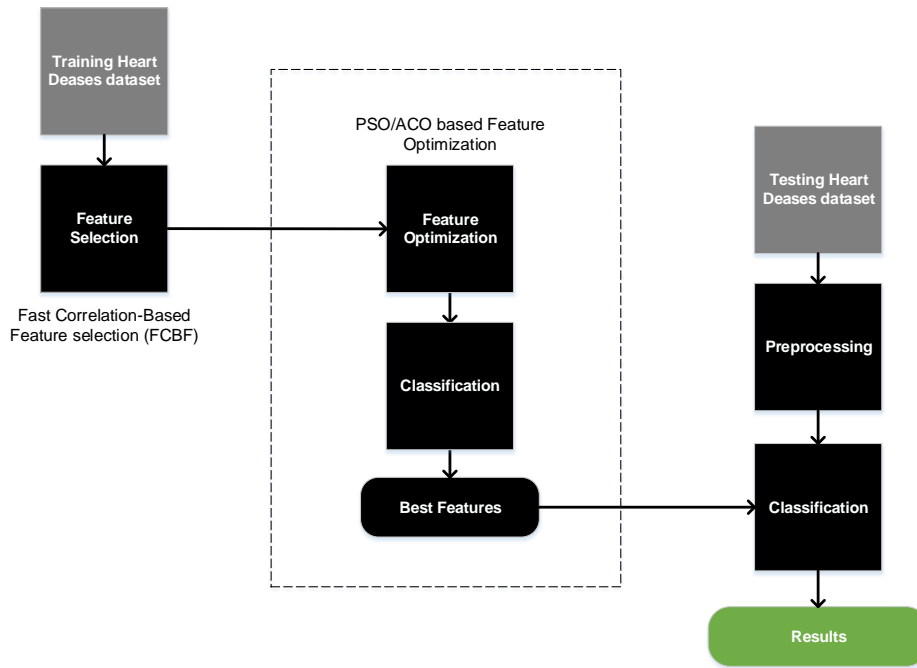 Training Heart
Deases dataset
Feature
Selection
Fast Correlation-Based
Feature selection (FCBF)
PSO/ACO based Feature
Optimization
Feature
Optimization
Classification
Best Features
Testing Heart
Deases dataset
Preprocessing
Classification
Results